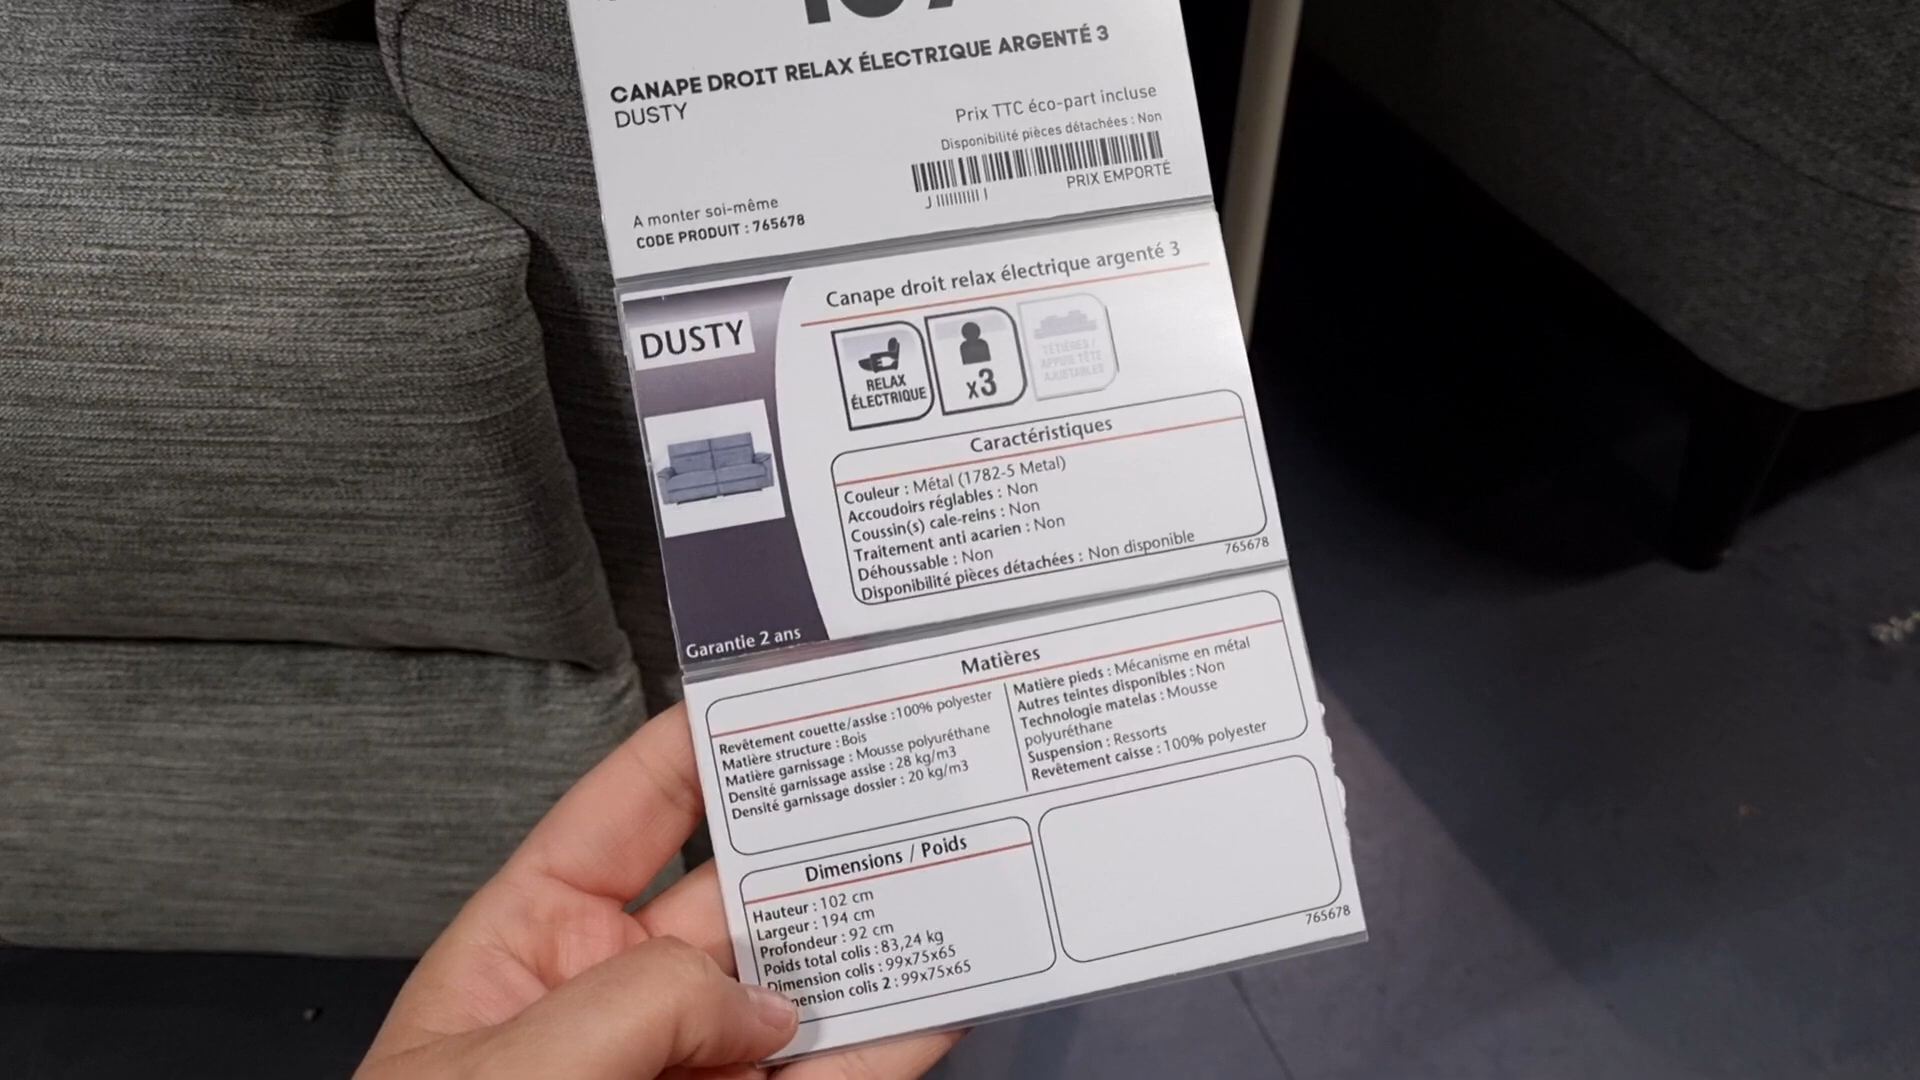 CANAPE DROIT RELAX ÉLECTRIQUE ARGENTÉ 3
DUSTY
Prix TTC éco-part incluse
Disponibilité pièces détachées : Non
PRIX EMPORTÉ
A monter soi-même
CODE PRODUIT : 765678
Canape droit relax électrique argenté 3
DUSTY
RELAX
ÉLECTRIQUE
x3
TÊTIÈRES /
APPUIS TÊTE
AJUSTABLES
Caractéristiques
Couleur : Métal (1782-5 Metal)
Accoudoirs réglables : Non
Coussin(s) cale-reins : Non
Traitement anti acarien : Non
Déhoussable : Non
Disponibilité pièces détachées : Non disponible
765678
Garantie 2 ans
Matières
Revêtement couette/assise : 100% polyester
Matière structure : Bois
Matière garnissage : Mousse polyuréthane
Densité garnissage assise : 28 kg/m3
Densité garnissage dossier : 20 kg/m3
Matière pieds : Mécanisme en métal
Autres teintes disponibles : Non
Technologie matelas : Mousse
polyuréthane
Suspension : Ressorts
Revêtement caisse : 100% polyester
Dimensions / Poids
Hauteur : 102 cm
Largeur : 194 cm
Profondeur : 92 cm
Poids total colis : 83,24 kg
Dimension colis : 99x75x65
mension colis 2 : 99x75x65
765678